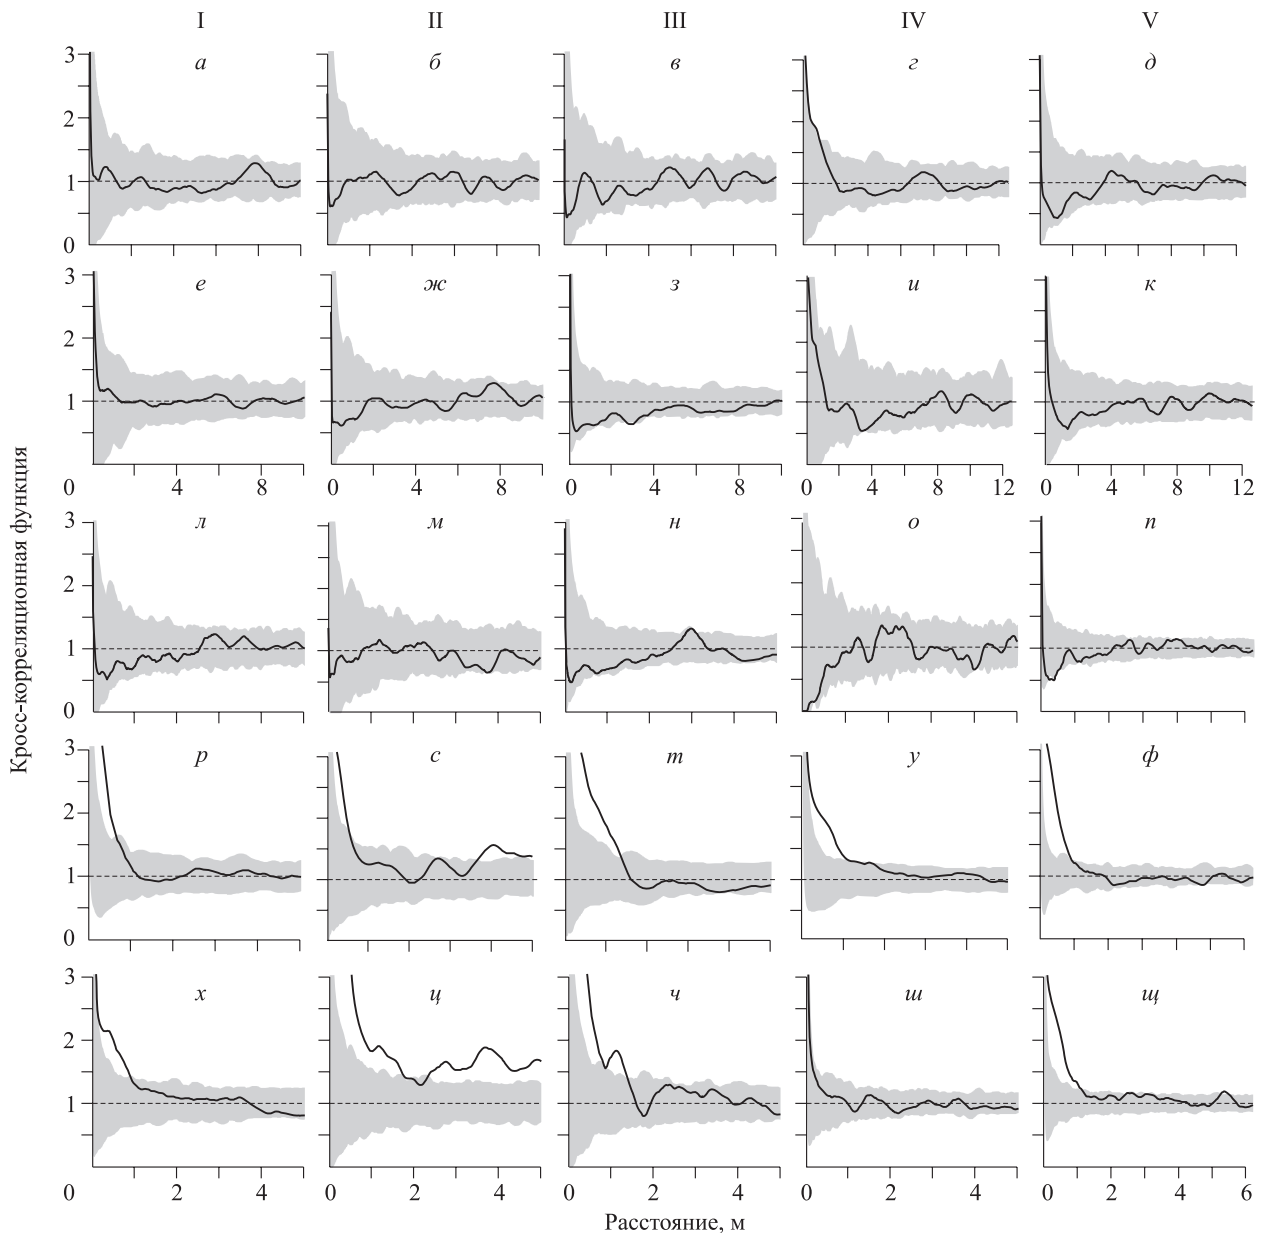 I II III IV V
3 а б в г д
2
1
0
3 е ж з и к
2
1
0 4 8 0 4 8 0 4 8 0 4 8 12 0 4 8 12
3 л м н о п
2
1
0
3 р с т у ф
2
1
0
3 х ц ч ш щ
2
1
0 2 4 0 2 4 0 2 4 0 2 4 0 2 4 6
Кросс-корреляционная функция
Расстояние, м